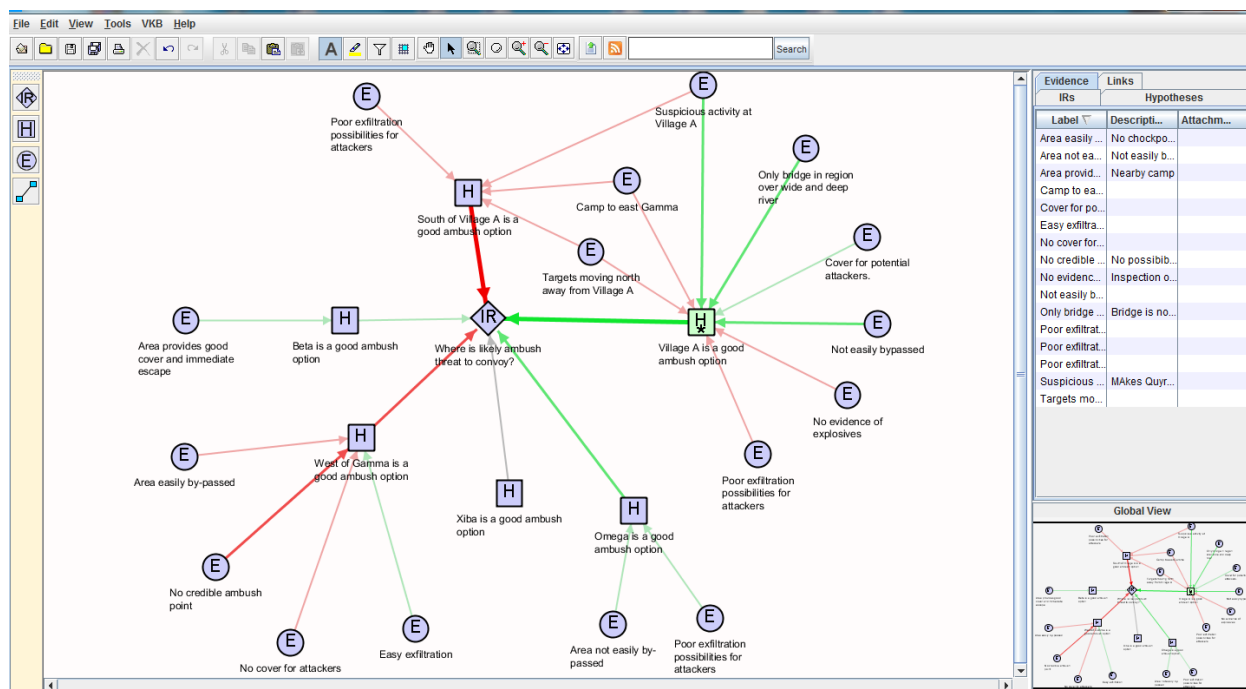 File Edit View Tools VKB Help
A
Search
IR
H
E
E
Poor exfiltration
possibilities for
attackers
E
Suspicious activity at
Village A
E
Only bridge in region
over wide and deep
river
H
South of Village A is a
good ambush option
E
Camp to east Gamma
E
Targets moving north
away from Village A
E
Cover for potential
attackers.
E
Area provides good
cover and immediate
escape
H
Beta is a good ambush
option
IR
Where is likely ambush
threat to convoy?
H
*
Village A is a good
ambush option
E
Not easily bypassed
E
No evidence of
explosives
E
Area easily by-passed
H
West of Gamma is a
good ambush option
E
Poor exfiltration
possibilities for
attackers
H
Xiba is a good ambush
option
H
Omega is a good
ambush option
E
No credible ambush
point
E
No cover for attackers
E
Easy exfiltration
E
Area not easily by-
passed
E
Poor exfiltration
possibilities for
attackers
Evidence Links
IRs Hypotheses
Label Descripti... Attachm...
Area easily ... No chockpo...
Area not ea... Not easily b...
Area provid... Nearby camp
Camp to ea...
Cover for po...
Easy exfiltra...
No cover for...
No credible ... No possibib...
No evidenc... Inspection o...
Not easily b...
Only bridge ... Bridge is no...
Poor exfiltrat...
Poor exfiltrat...
Poor exfiltrat...
Suspicious ... MAkes Quyr...
Targets mo...
Global View